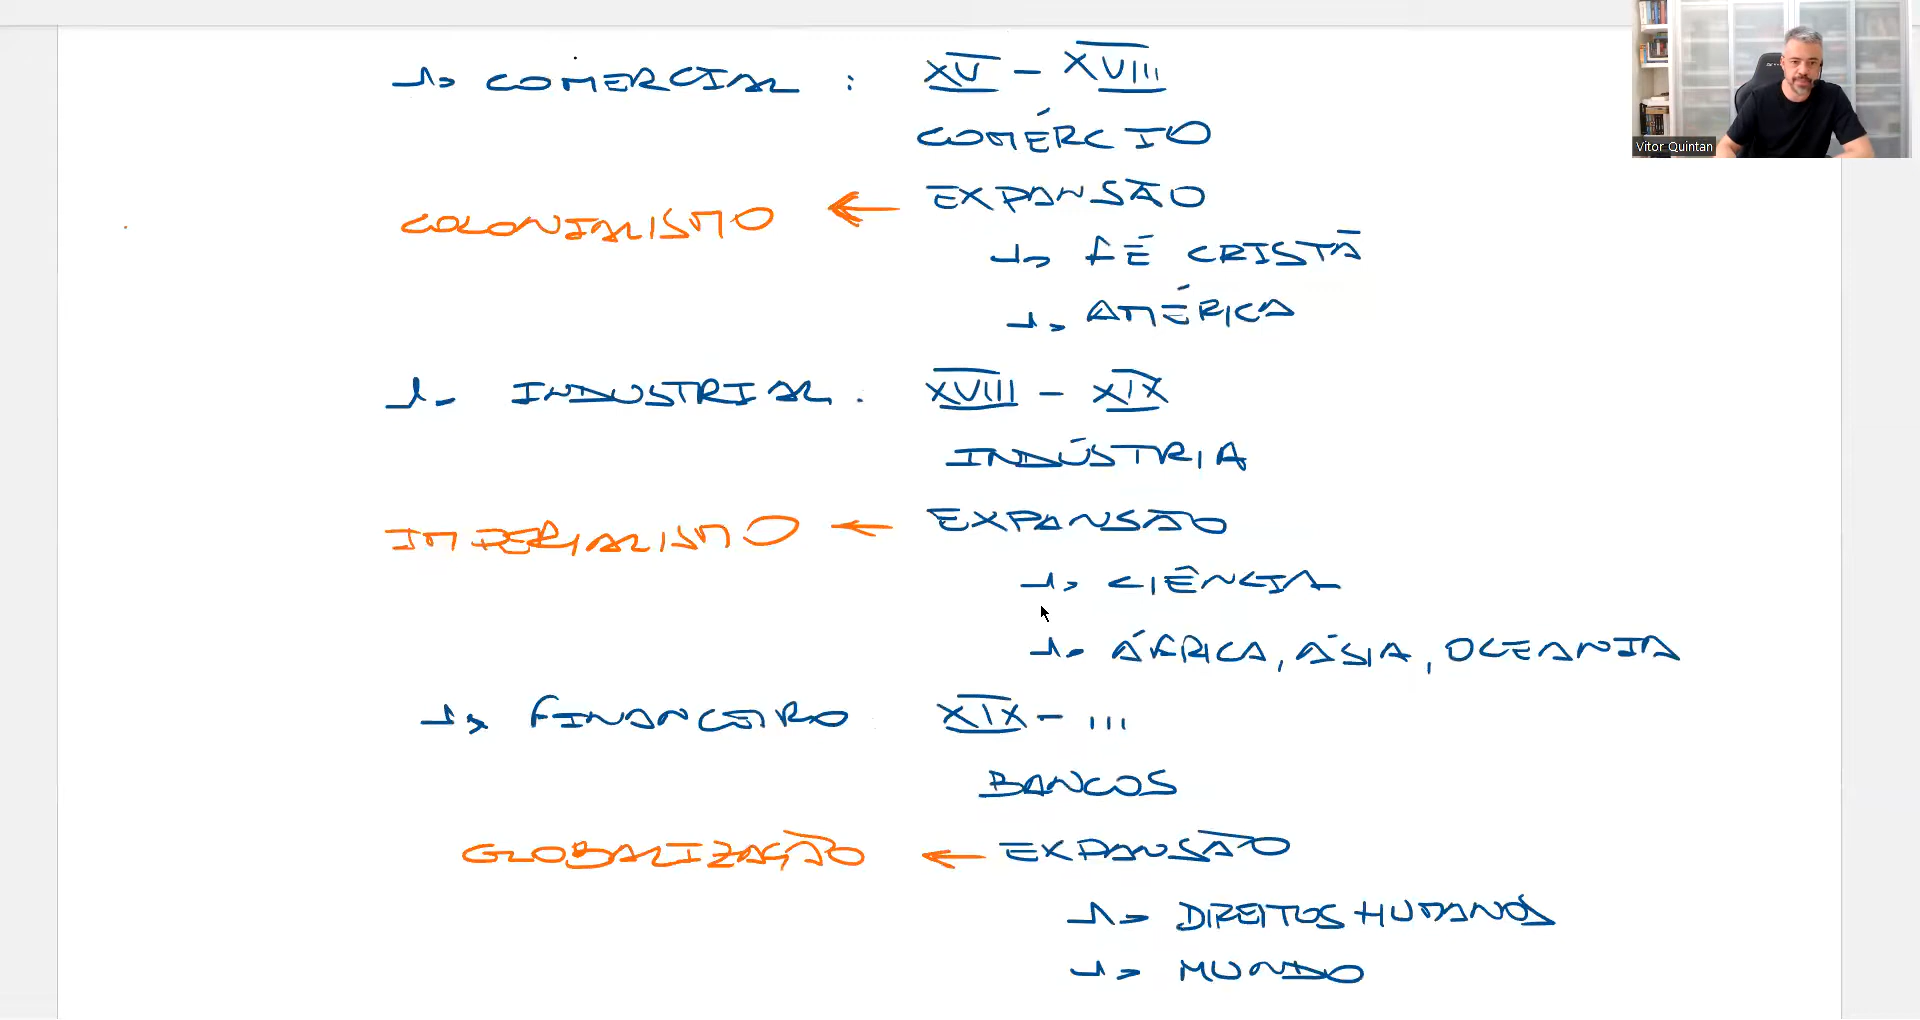 COMERCIAL : XV - XVIII
COMÉRCIO
EXPANSÃO
COLONIALISMO
FÉ CRISTÃ
AMÉRICA
INDUSTRIAL : XVIII - XIX
INDÚSTRIA
EXPANSÃO
IMPERIALISMO
CIÊNCIA
ÁFRICA, ÁSIA, OCEANIA
FINANCEIRO XIX - ...
BANCOS
GLOBALIZAÇÃO EXPANSÃO
DIREITOS HUMANOS
MUNDO
Vitor Quintan